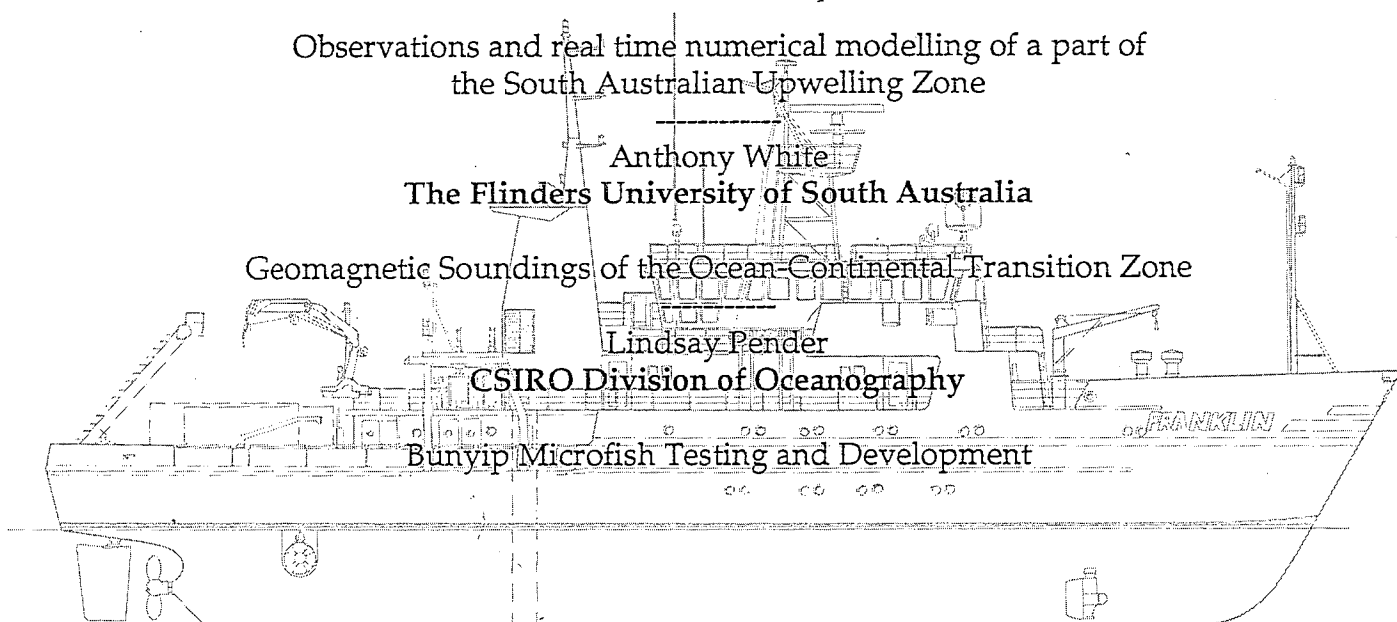 Observations and real time numerical modelling of a part of
the South Australian Upwelling Zone
------------
Anthony White
The Flinders University of South Australia
Geomagnetic Soundings of the Ocean-Continental Transition Zone
------------
Lindsay Pender
CSIRO Division of Oceanography
FRANKLIN
Bunyip Microfish Testing and Development